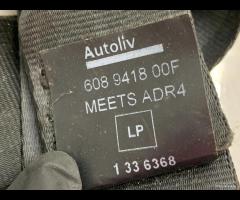 Autoliv
608 9418 00F
MEETS ADR4
LP
1 33 6368